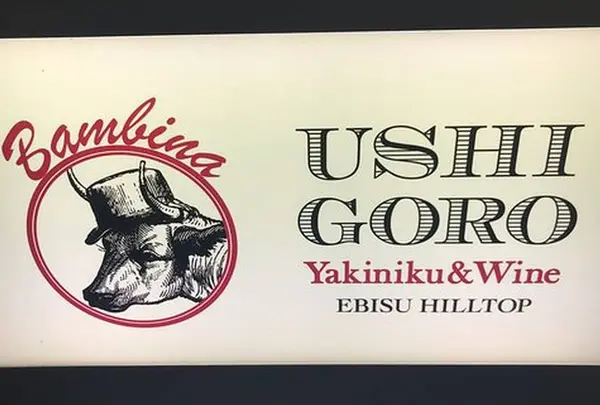 Bambina
USHI
GORO
Yakiniku&Wine
EBISU HILLTOP